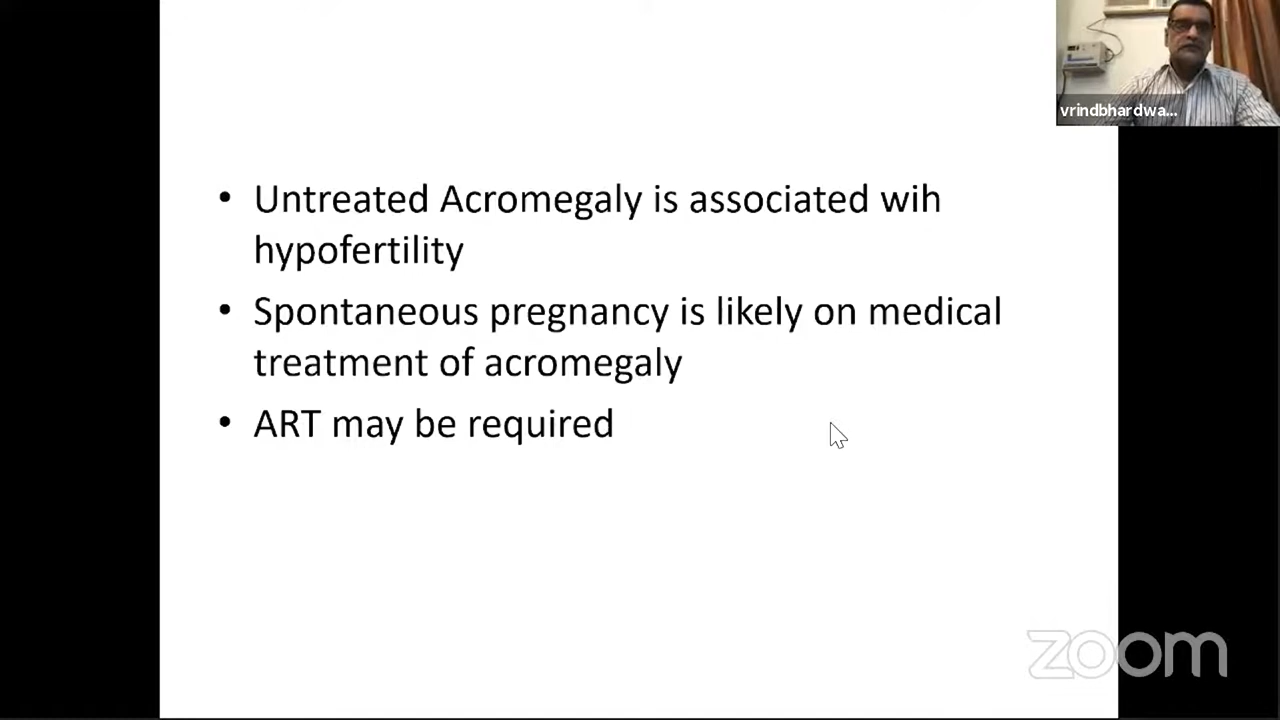 vrindbhardwa...
• Untreated Acromegaly is associated wih
hypofertility
• Spontaneous pregnancy is likely on medical
treatment of acromegaly
• ART may be required
zoom